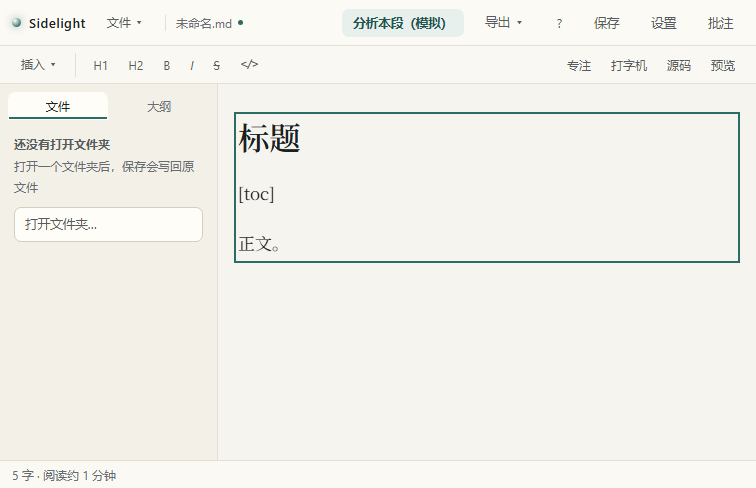 Sidelight 文件 ▾ 未命名.md ● 分析本段（模拟） 导出 ▾ ? 保存 设置 批注
插入 ▾ H1 H2 B I S </> 专注 打字机 源码 预览
文件 大纲
还没有打开文件夹
打开一个文件夹后，保存会写回原
文件
打开文件夹...
标题
[toc]
正文。
5 字 · 阅读约 1 分钟